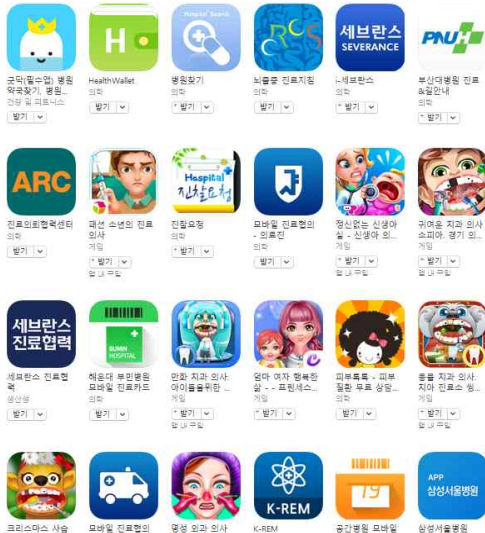 굿닥(필수앱) 병원
약국찾기, 병원...
건강 및 피트니스
받기
H
HealthWallet
의학
받기
Hospital Search
병원찾기
의학
받기
CRCS
뇌졸중 진료지침
의학
받기
세브란스
SEVERANCE
i-세브란스
의학
+ 받기
PNUH
부산대병원 진료
&길안내
의학
+ 받기
ARC
진료의뢰협력센터
의학
받기
패션 소년의 진료
의사
게임
+ 받기
앱 내 구입
Hospital
진찰요청
진찰요청
의학
받기
모바일 진료협의
- 의료진
의학
받기
정신없는 신생아
실 - 신생아 의...
게임
+ 받기
앱 내 구입
귀여운 치과 의사
소피아. 경기 의...
게임
+ 받기
앱 내 구입
세브란스
진료협력
세브란스 진료협
력
생산성
받기
BUMIN
HOSPITAL
해운대 부민병원
모바일 진료카드
의학
받기
만화 치과 의사.
아이들을위한 ...
게임
+ 받기
앱 내 구입
엄마 여자 행복한
삶 - - 프린세스...
게임
+ 받기
피부톡톡 - 피부
질환 무료 상담...
의학
+ 받기
동물 치과 의사.
치아 진료소 씽...
게임
+ 받기
앱 내 구입
크리스마스 사슴
모바일 진료협의
명성 외과 의사
K-REM
K-REM
19
공간병원 모바일
APP
삼성서울병원
삼성서울병원